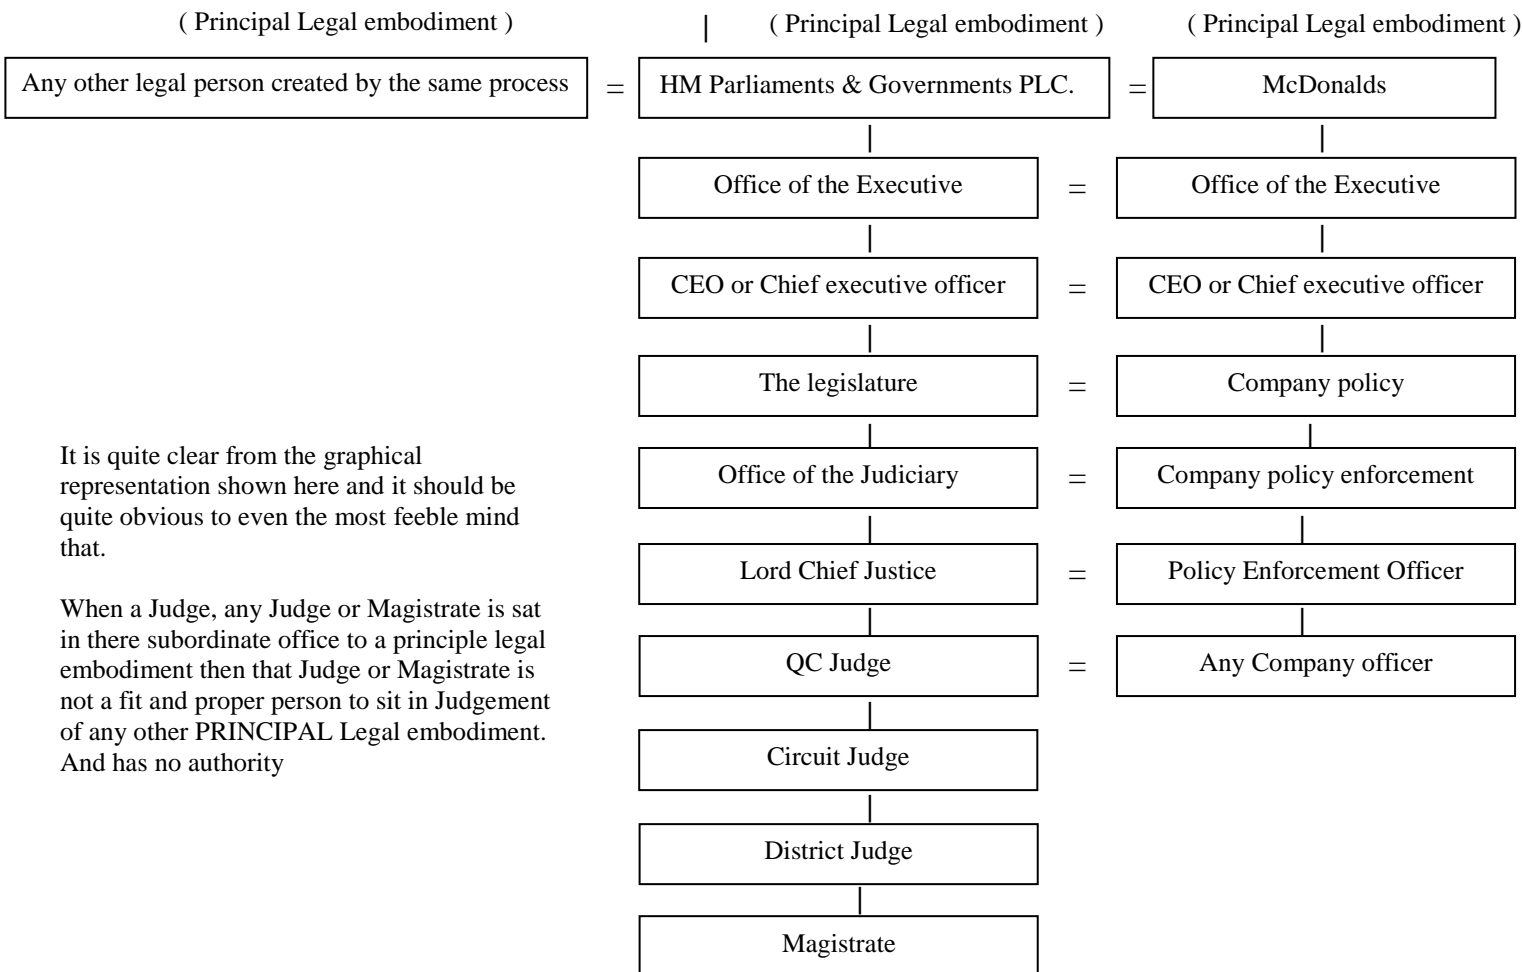 ( Principal Legal embodiment ) | ( Principal Legal embodiment ) ( Principal Legal embodiment )
Any other legal person created by the same process = HM Parliaments & Governments PLC. = McDonalds
Office of the Executive = Office of the Executive
CEO or Chief executive officer = CEO or Chief executive officer
The legislature = Company policy
Office of the Judiciary = Company policy enforcement
Lord Chief Justice = Policy Enforcement Officer
QC Judge = Any Company officer
Circuit Judge
District Judge
Magistrate
It is quite clear from the graphical
representation shown here and it should be
quite obvious to even the most feeble mind
that.
When a Judge, any Judge or Magistrate is sat
in there subordinate office to a principle legal
embodiment then that Judge or Magistrate is
not a fit and proper person to sit in Judgement
of any other PRINCIPAL Legal embodiment.
And has no authority